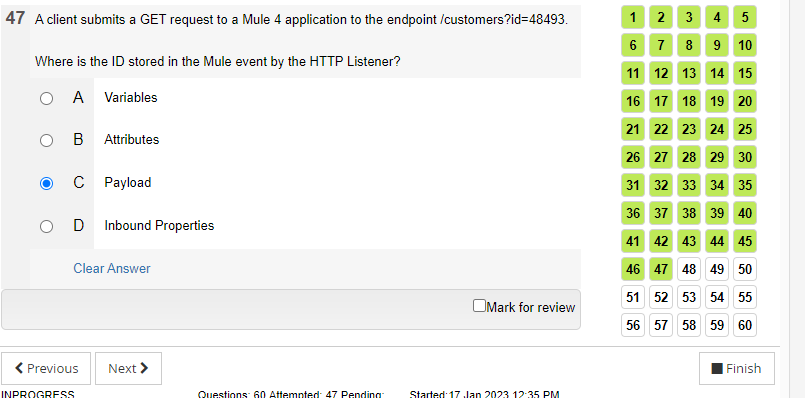 47 A client submits a GET request to a Mule 4 application to the endpoint /customers?id=48493.
Where is the ID stored in the Mule event by the HTTP Listener?
A Variables
B Attributes
C Payload
D Inbound Properties
Clear Answer
Mark for review
1 2 3 4 5
6 7 8 9 10
11 12 13 14 15
16 17 18 19 20
21 22 23 24 25
26 27 28 29 30
31 32 33 34 35
36 37 38 39 40
41 42 43 44 45
46 47 48 49 50
51 52 53 54 55
56 57 58 59 60
Previous Next Finish
INPROGRESS Questions: 60 Attempted: 47 Pending: Started: 17 Jan 2023 12:35 PM